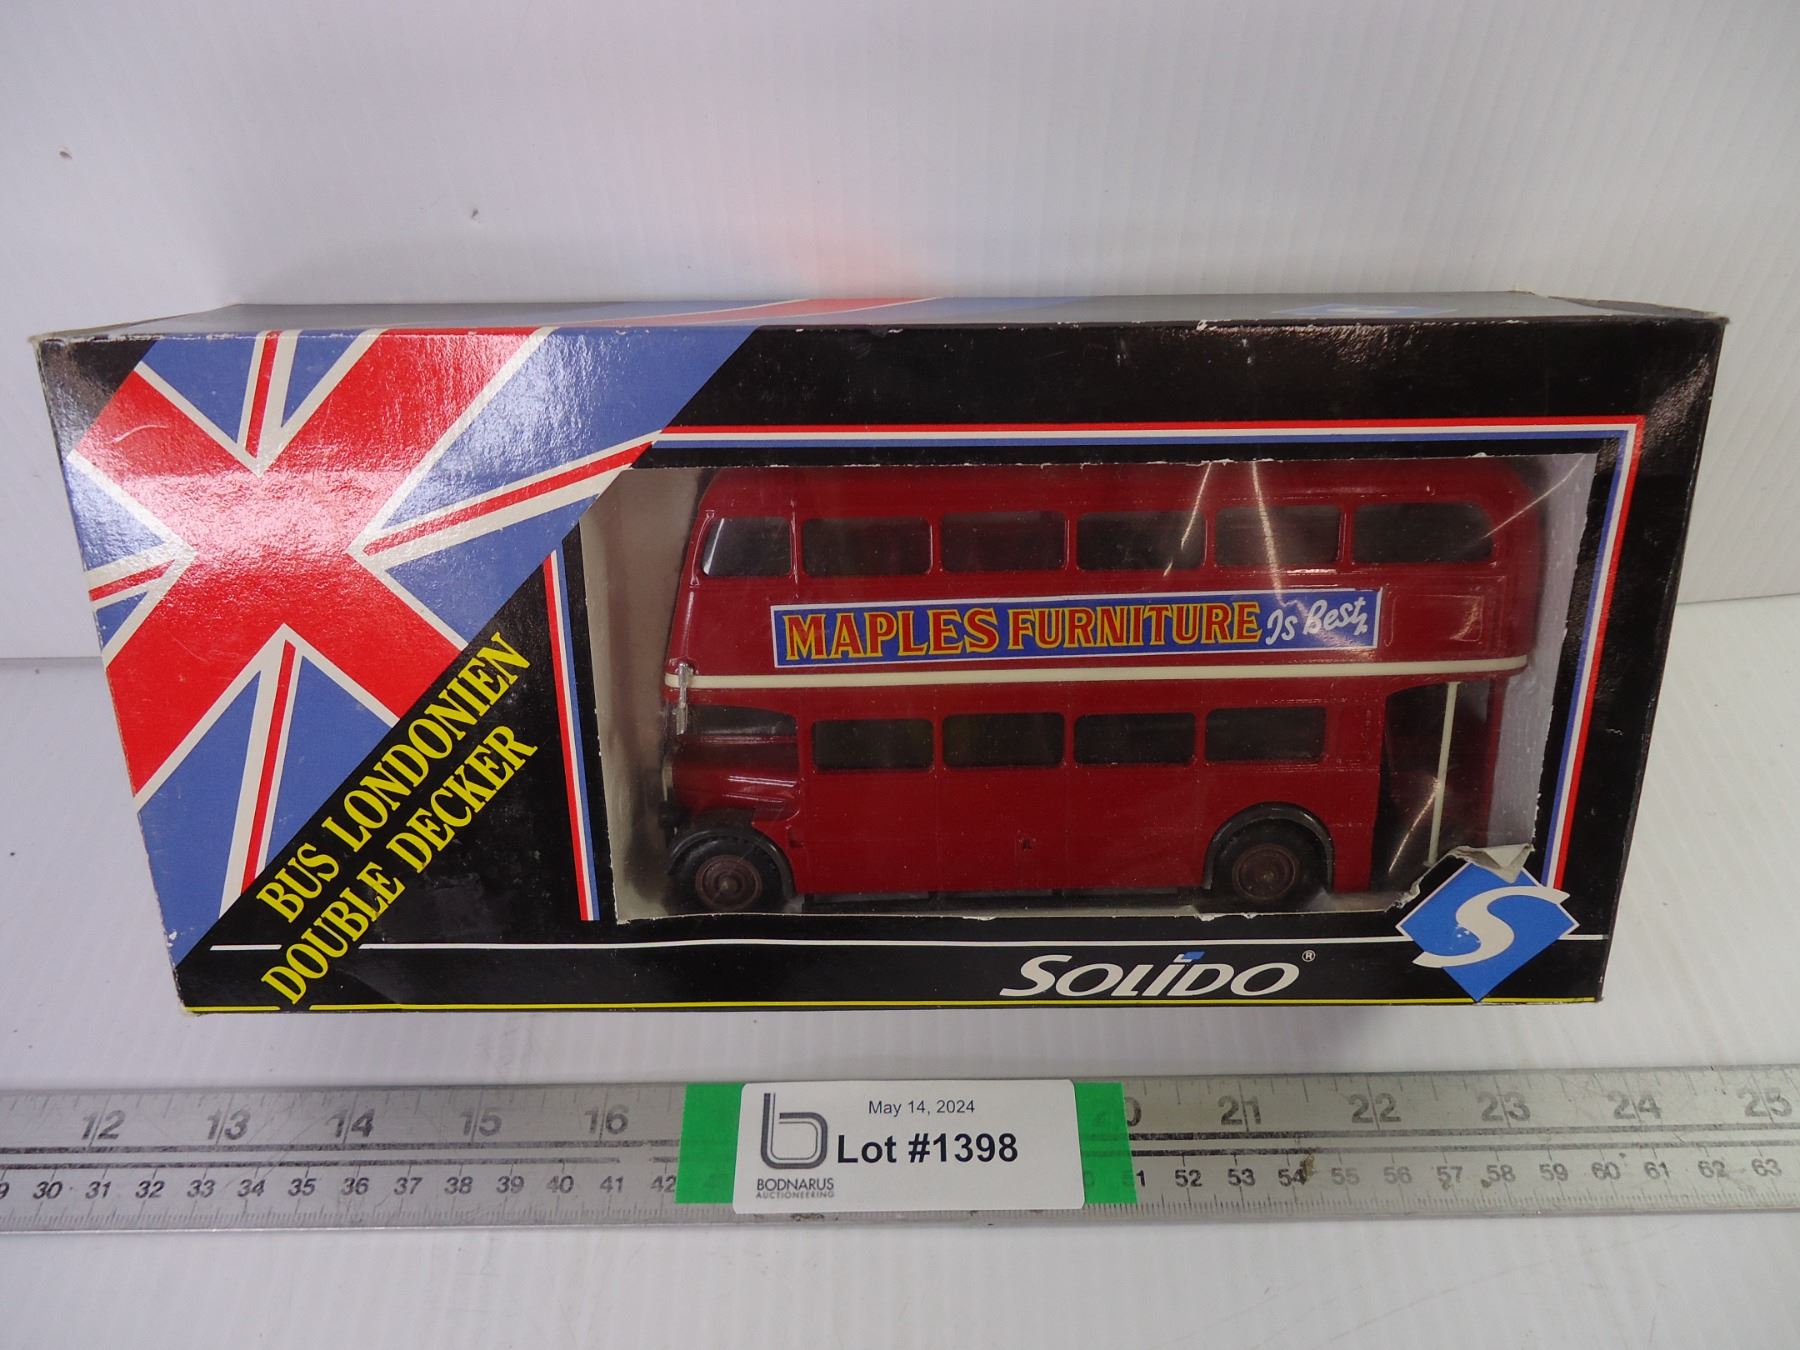 MAPLES FURNITURE Is Best
BUS LONDONIEN
DOUBLE DECKER
SOLIDO®
S
12 13 14 15 16 20 21 22 23 24 25
30 31 32 33 34 35 36 37 38 39 40 41 42 51 52 53 54 55 56 57 58 59 60 61 62 63
May 14, 2024
Lot #1398
BODNARUS
AUCTIONEERING